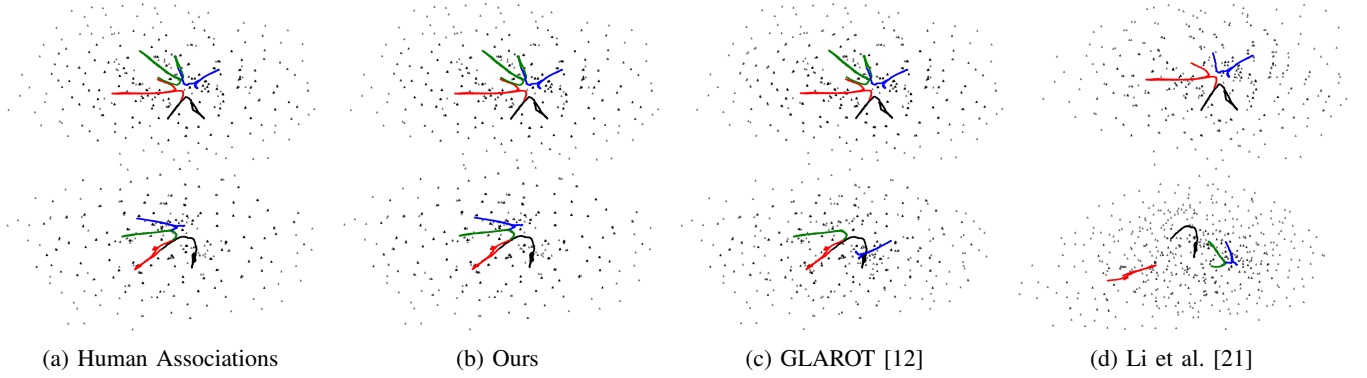 (a) Human Associations
(b) Ours
(c) GLAROT [12]
(d) Li et al. [21]